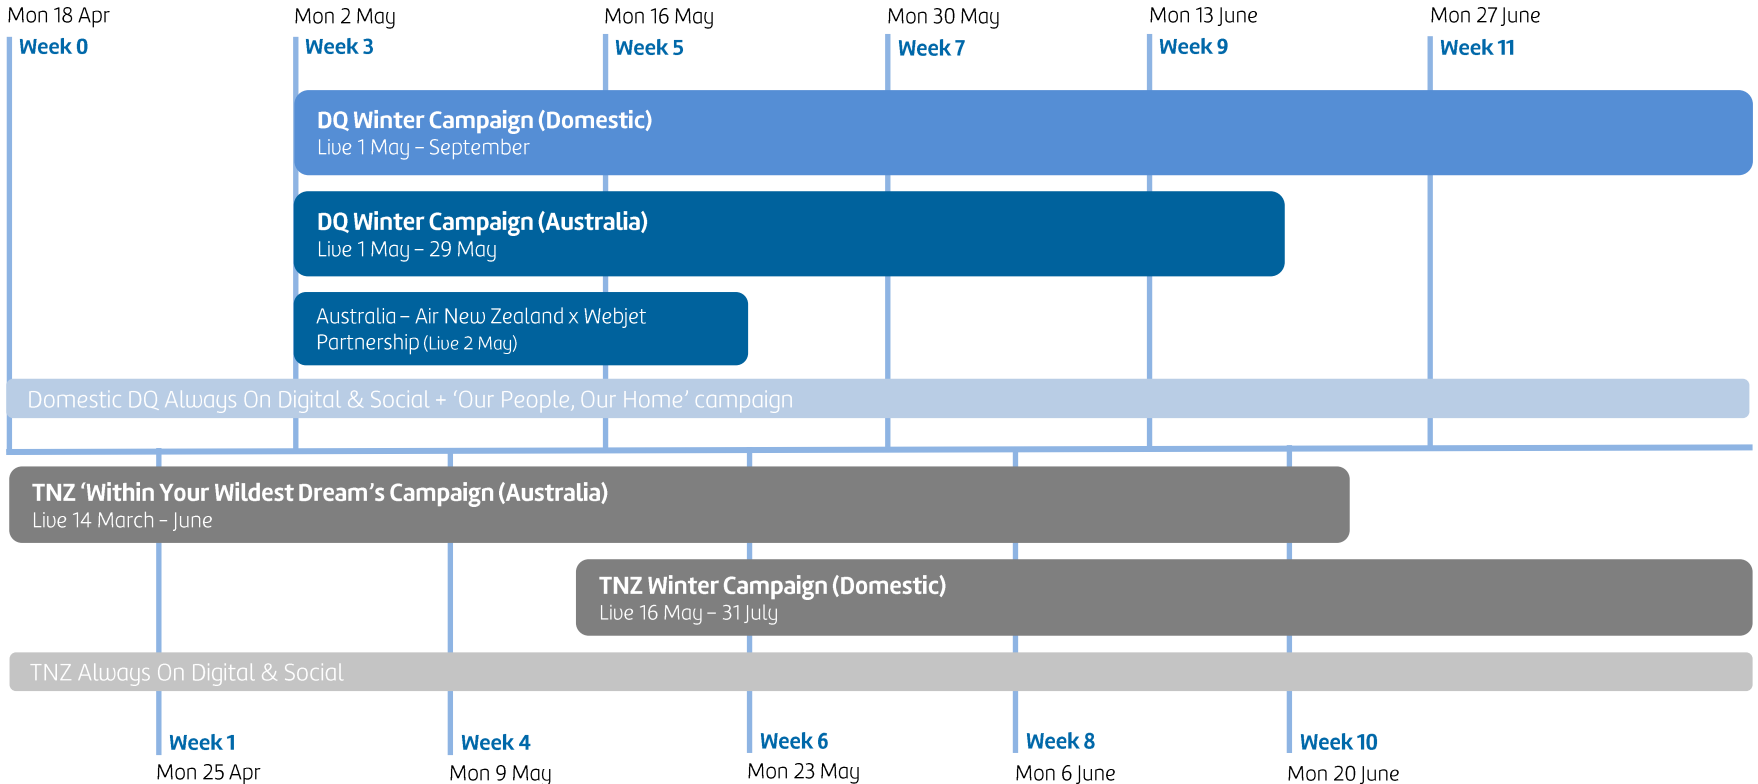 Mon 18 Apr
Mon 2 May
Mon 16 May
Mon 30 May
Mon 13 June
Mon 27 June
Week 0
Week 3
Week 5
Week 7
Week 9
Week 11
DQ Winter Campaign (Domestic)
Live 1 May – September
DQ Winter Campaign (Australia)
Live 1 May – 29 May
Australia – Air New Zealand x Webjet
Partnership (Live 2 May)
Domestic DQ Always On Digital & Social + ‘Our People, Our Home’ campaign
TNZ ‘Within Your Wildest Dream’s Campaign (Australia)
Live 14 March – June
TNZ Winter Campaign (Domestic)
Live 16 May – 31 July
TNZ Always On Digital & Social
Week 1
Week 4
Week 6
Week 8
Week 10
Mon 25 Apr
Mon 9 May
Mon 23 May
Mon 6 June
Mon 20 June